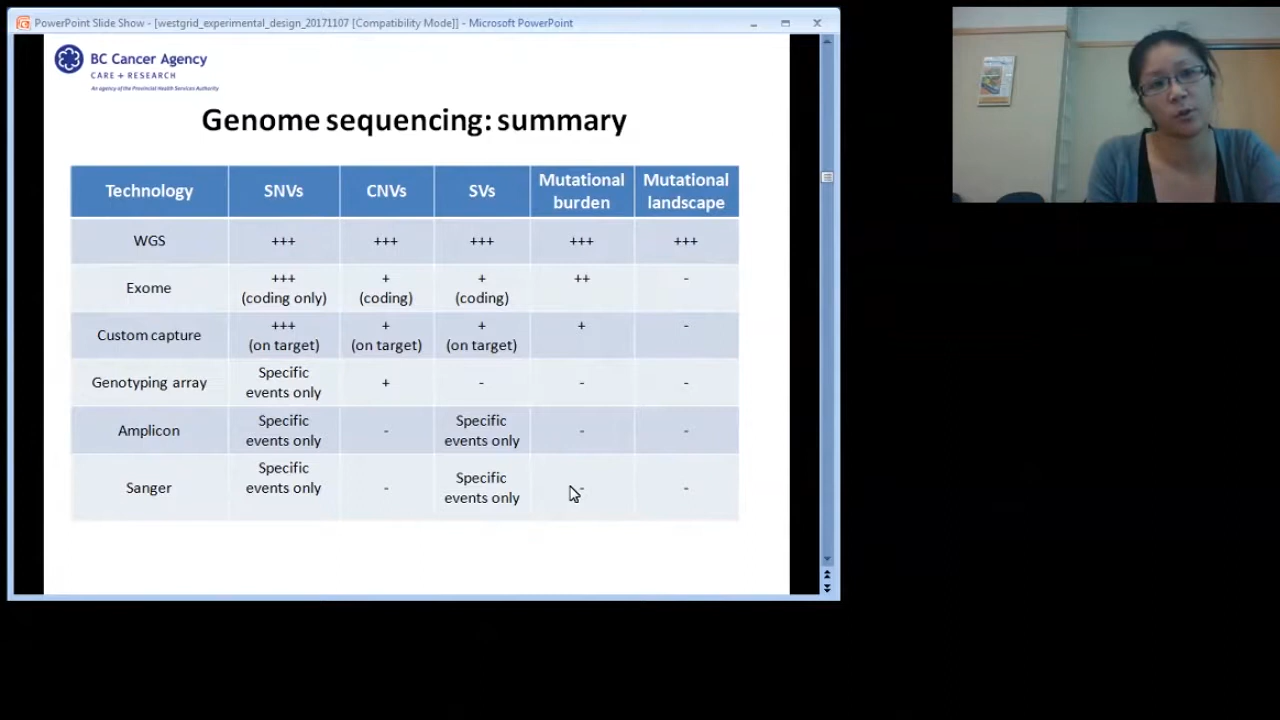 PowerPoint Slide Show - [westgrid_experimental_design_20171107 [Compatibility Mode]] - Microsoft PowerPoint
BC Cancer Agency
CARE + RESEARCH
An agency of the Provincial Health Services Authority
Genome sequencing: summary
Technology SNVs CNVs SVs Mutational burden Mutational landscape
WGS +++ +++ +++ +++ +++
Exome +++ (coding only) + (coding) + (coding) ++ -
Custom capture +++ (on target) + (on target) + (on target) + -
Genotyping array Specific events only + - - -
Amplicon Specific events only - Specific events only - -
Sanger Specific events only - Specific events only - -